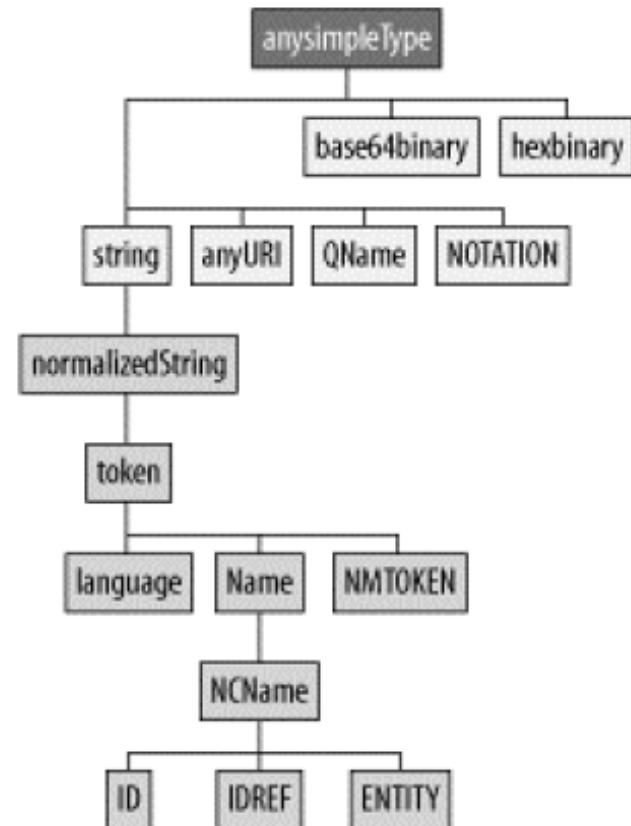 anysimpleType
base64binary hexbinary
string anyURI QName NOTATION
normalizedString
token
language Name NMTOKEN
NCName
ID IDREF ENTITY